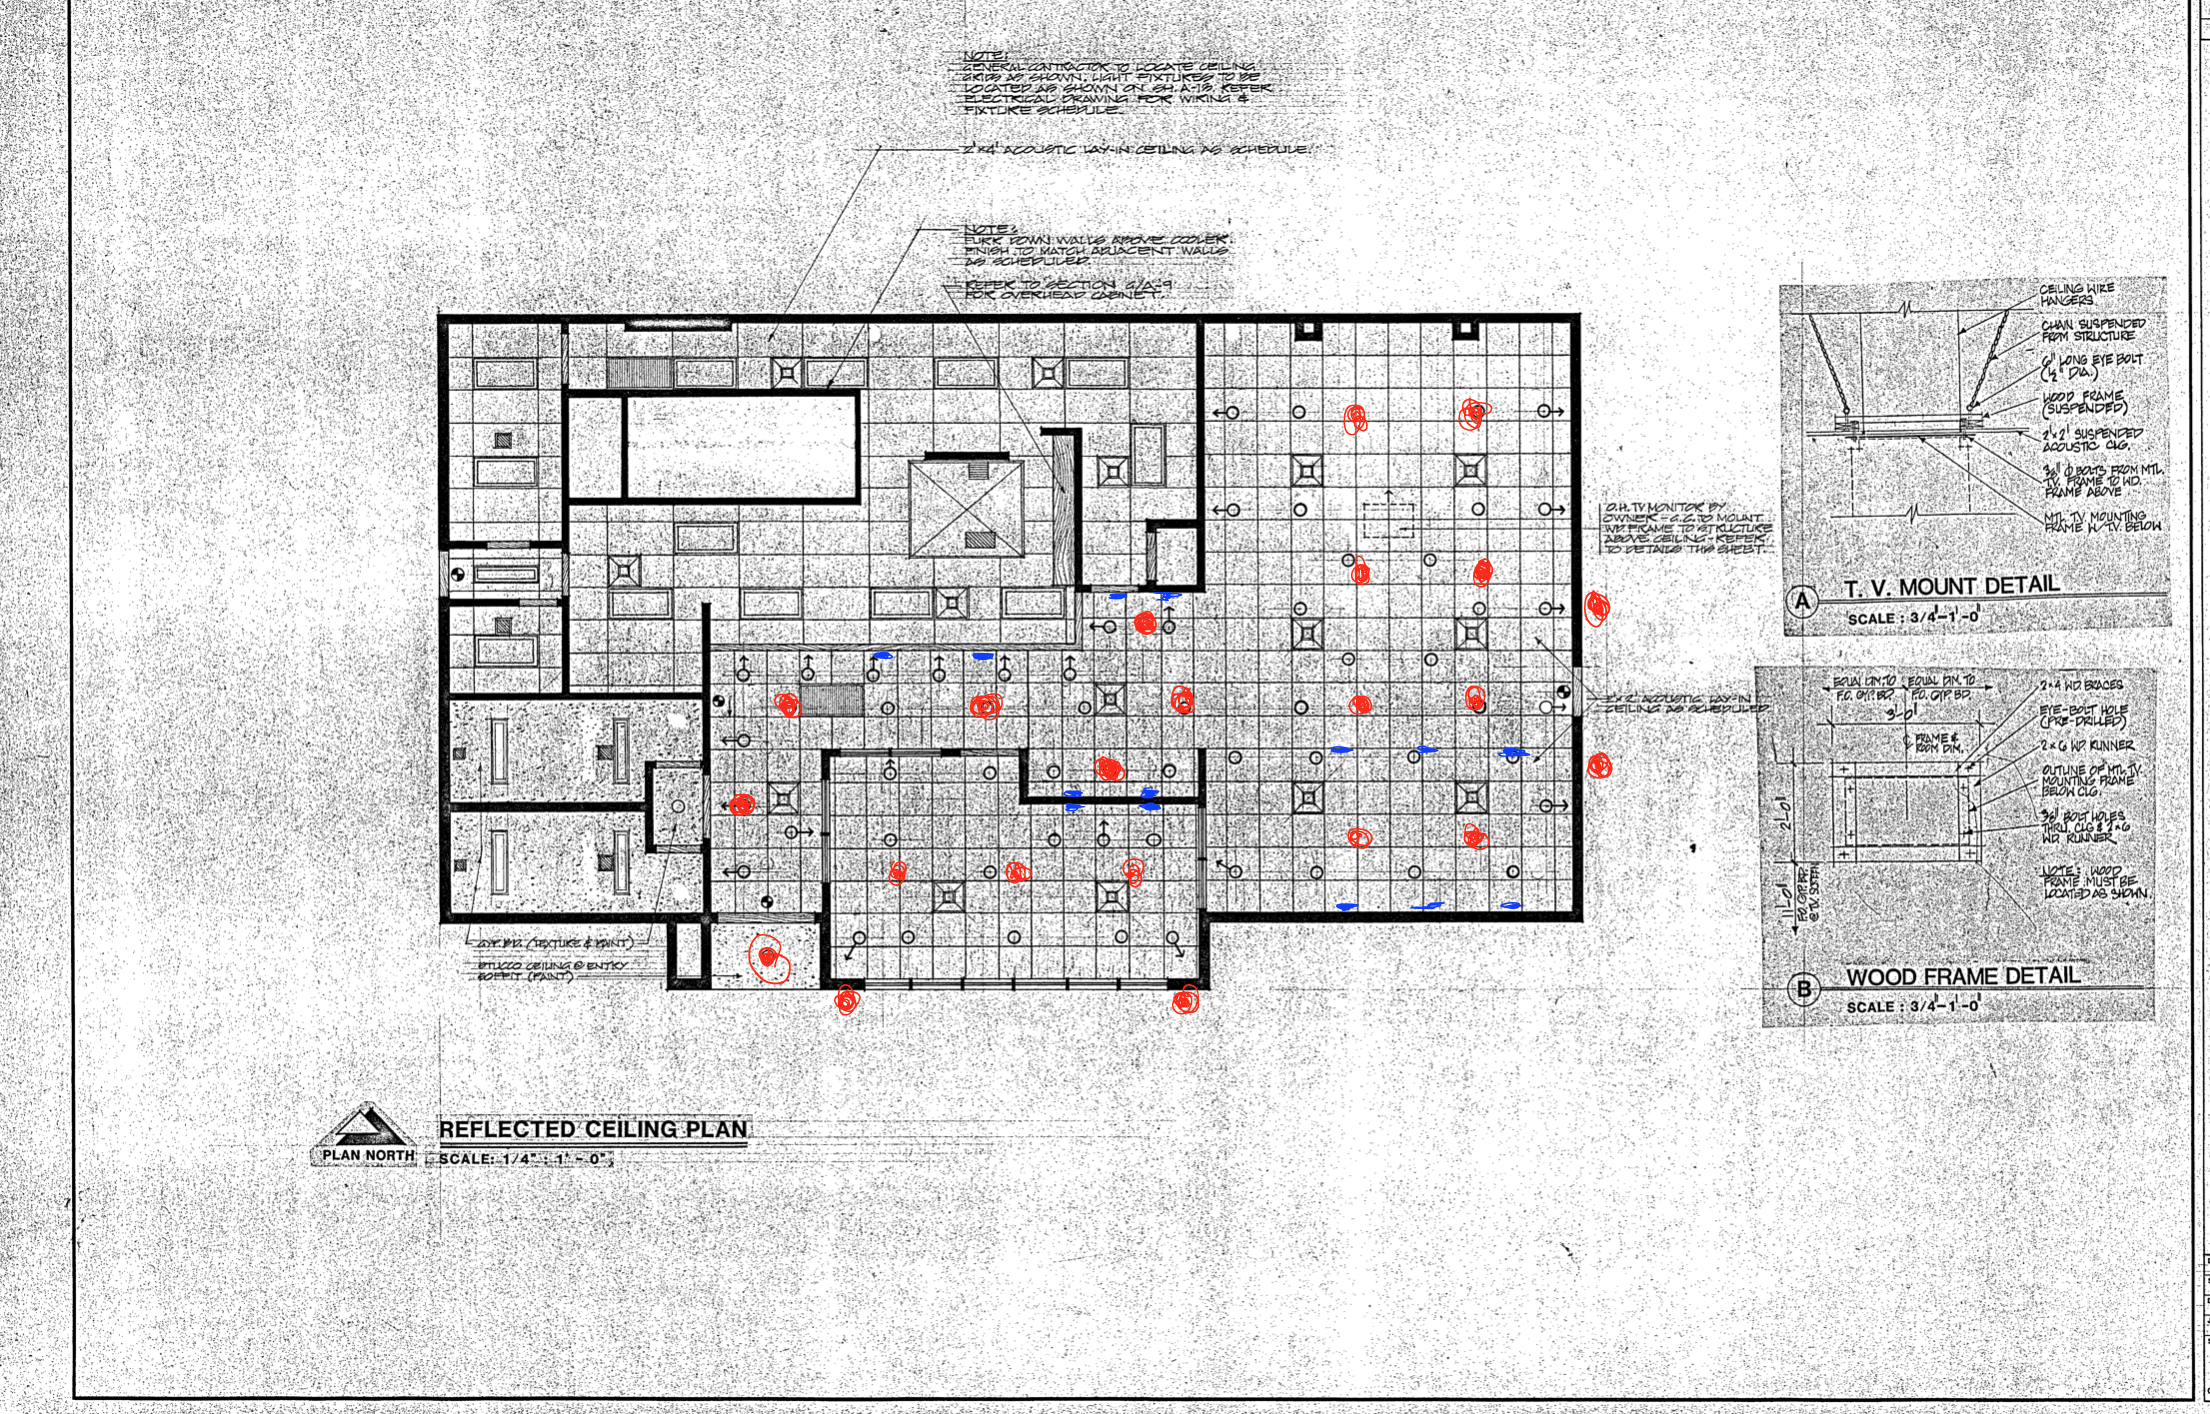 NOTE:
GENERAL CONTRACTOR TO LOCATE CEILING
GRIDS AS SHOWN. LIGHT FIXTURES TO BE
LOCATED AS SHOWN ON SH. A-13. REFER
ELECTRICAL DRAWING FOR WIRING &
FIXTURE SCHEDULE.
2'x4' ACOUSTIC LAY-IN CEILING AS SCHEDULE.
NOTE:
FURR DOWN WALLS ABOVE COOLER.
FINISH TO MATCH ADJACENT WALLS
AS SCHEDULED.
REFER TO SECTION G/A-9
FOR OVERHEAD CABINET.
O.H. TV MONITOR BY
OWNER - G.C. TO MOUNT
WD FRAME TO STRUCTURE
ABOVE CEILING - REFER
TO DETAILS THIS SHEET.
2'x2' ACOUSTIC LAY-IN
CEILING AS SCHEDULED
GYP. BD. (TEXTURE & PAINT)
STUCCO CEILING @ ENTRY
SOFFIT (PAINT)
CEILING WIRE
HANGERS
CHAIN SUSPENDED
FROM STRUCTURE
6" LONG EYE BOLT
(1/2" DIA.)
WOOD FRAME
(SUSPENDED)
2'x2' SUSPENDED
ACOUSTIC CLG.
3/8" Φ BOLTS FROM MTL.
TV. FRAME TO WD.
FRAME ABOVE
MTL. TV MOUNTING
FRAME W/ TV. BELOW
A
T. V. MOUNT DETAIL
SCALE : 3/4"-1'-0"
EQUAL DIM. TO EQUAL DIM. TO
F.O. GYP. BD. F.O. GYP. BD.
3'-0"
2x4 WD. BRACES
EYE-BOLT HOLE
(PRE-DRILLED)
FRAME &
ROOM DIM.
2x6 WD RUNNER
OUTLINE OF MTL. TV.
MOUNTING FRAME
BELOW CLG.
3/8" BOLT HOLES
THRU. CLG & 2x6
WD. RUNNER
2'-0"
11'-0"
F.O. GYP. BD.
@ TV. SOFFIT
NOTE: WOOD
FRAME MUST BE
LOCATED AS SHOWN.
B
WOOD FRAME DETAIL
SCALE : 3/4"-1'-0"
REFLECTED CEILING PLAN
PLAN NORTH
SCALE: 1/4" : 1' - 0"